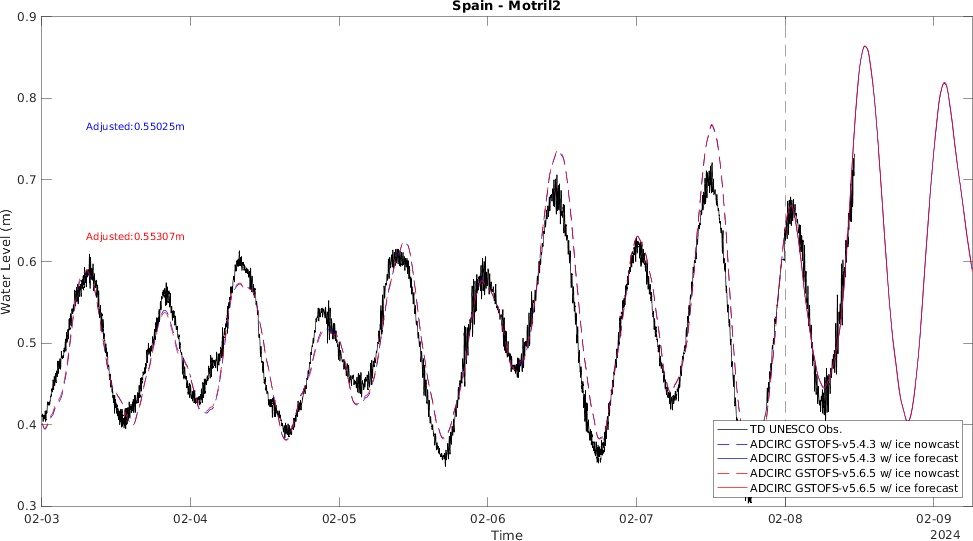 Spain - Motril2
0.9
0.8
0.7
0.6
0.5
0.4
0.3
Water Level (m)
Adjusted:0.55025m
Adjusted:0.55307m
TD UNESCO Obs.
ADCIRC GSTOFS-v5.4.3 w/ ice nowcast
ADCIRC GSTOFS-v5.4.3 w/ ice forecast
ADCIRC GSTOFS-v5.6.5 w/ ice nowcast
ADCIRC GSTOFS-v5.6.5 w/ ice forecast
02-03 02-04 02-05 02-06 02-07 02-08 02-09
Time
2024